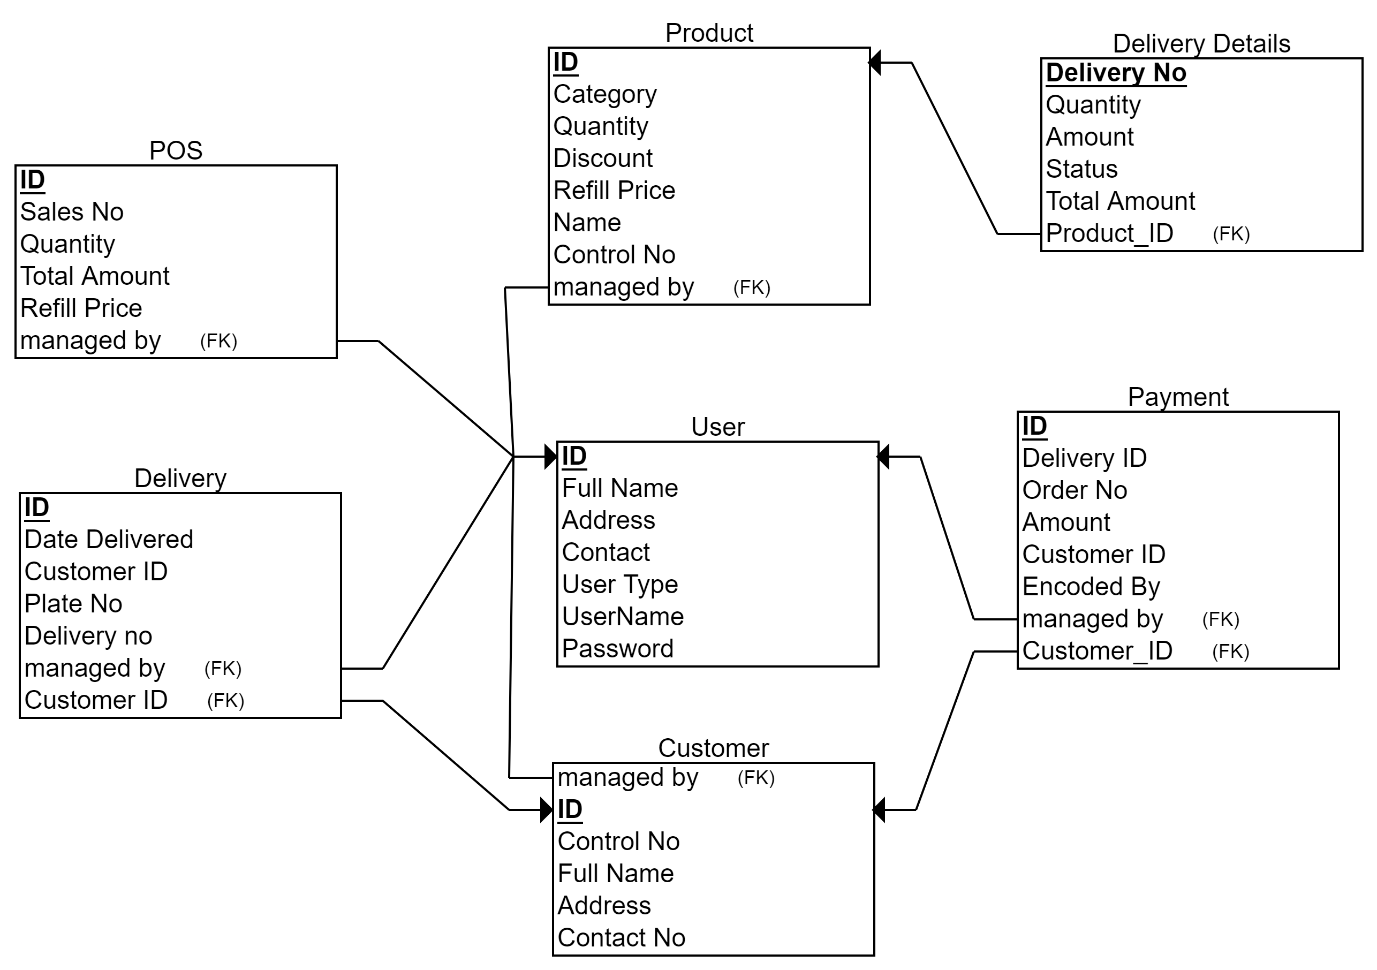 Product
ID
Category
Quantity
Discount
Refill Price
Name
Control No
managed by (FK)
Delivery Details
Delivery No
Quantity
Amount
Status
Total Amount
Product_ID (FK)
POS
ID
Sales No
Quantity
Total Amount
Refill Price
managed by (FK)
User
ID
Full Name
Address
Contact
User Type
UserName
Password
Payment
ID
Delivery ID
Order No
Amount
Customer ID
Encoded By
managed by (FK)
Customer_ID (FK)
Delivery
ID
Date Delivered
Customer ID
Plate No
Delivery no
managed by (FK)
Customer ID (FK)
Customer
managed by (FK)
ID
Control No
Full Name
Address
Contact No